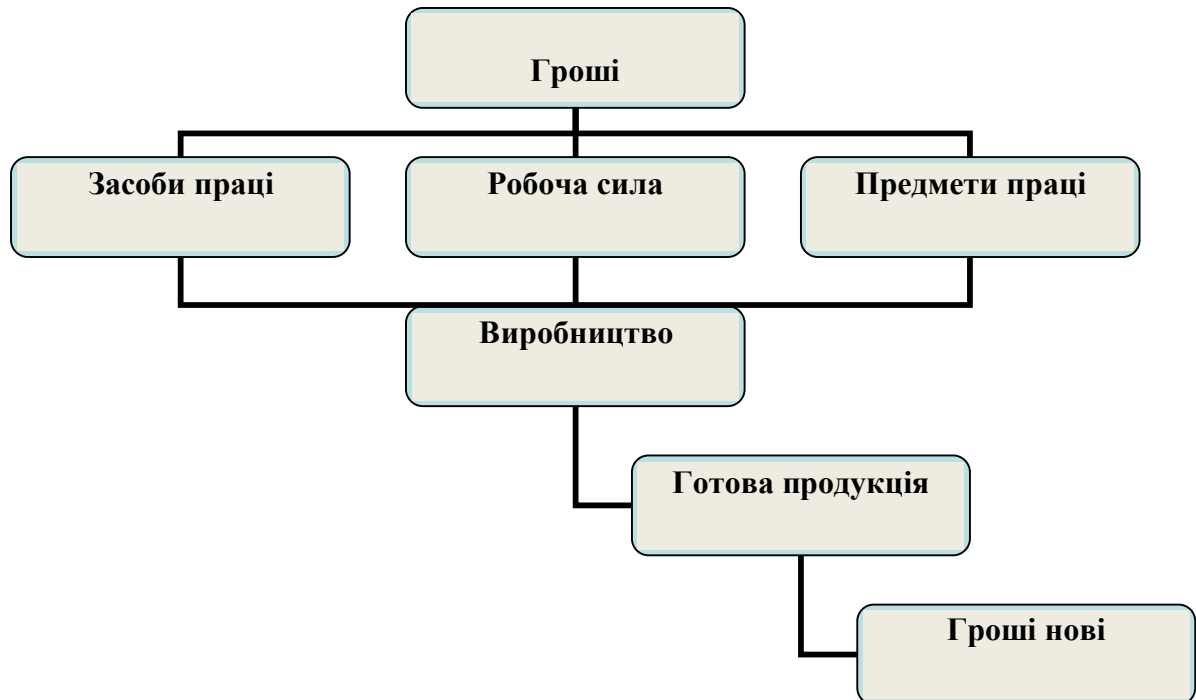 Гроші
Засоби праці
Робоча сила
Предмети праці
Виробництво
Готова продукція
Гроші нові